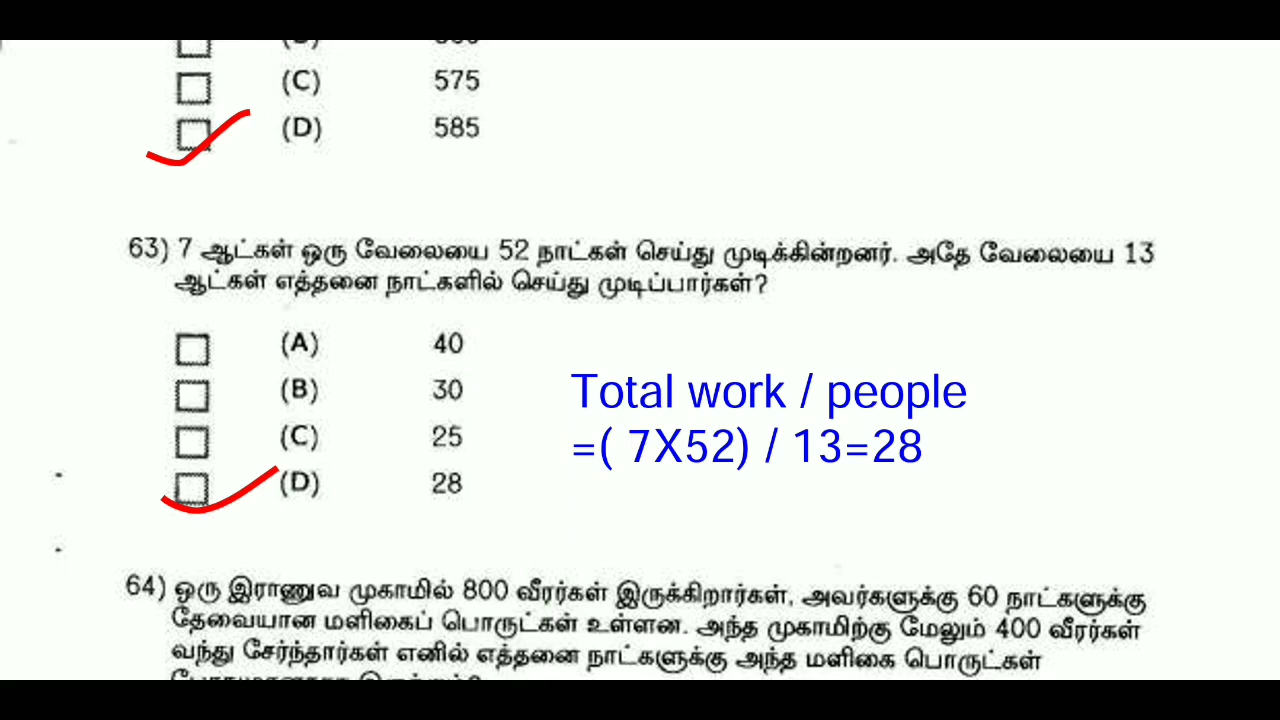 (C) 575
(D) 585
63) 7 ஆட்கள் ஒரு வேலையை 52 நாட்கள் செய்து முடிக்கின்றனர். அதே வேலையை 13
ஆட்கள் எத்தனை நாட்களில் செய்து முடிப்பார்கள்?
(A) 40
(B) 30
(C) 25
(D) 28
Total work / people
=( 7X52) / 13=28
64) ஒரு இராணுவ முகாமில் 800 வீரர்கள் இருக்கிறார்கள், அவர்களுக்கு 60 நாட்களுக்கு
தேவையான மளிகைப் பொருட்கள் உள்ளன. அந்த முகாமிற்கு மேலும் 400 வீரர்கள்
வந்து சேர்ந்தார்கள் எனில் எத்தனை நாட்களுக்கு அந்த மளிகை பொருட்கள்